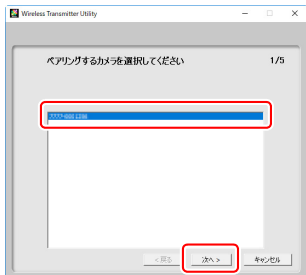 Wireless Transmitter Utility
ペアリングするカメラを選択してください
1/5
< 戻る
次へ >
キャンセル